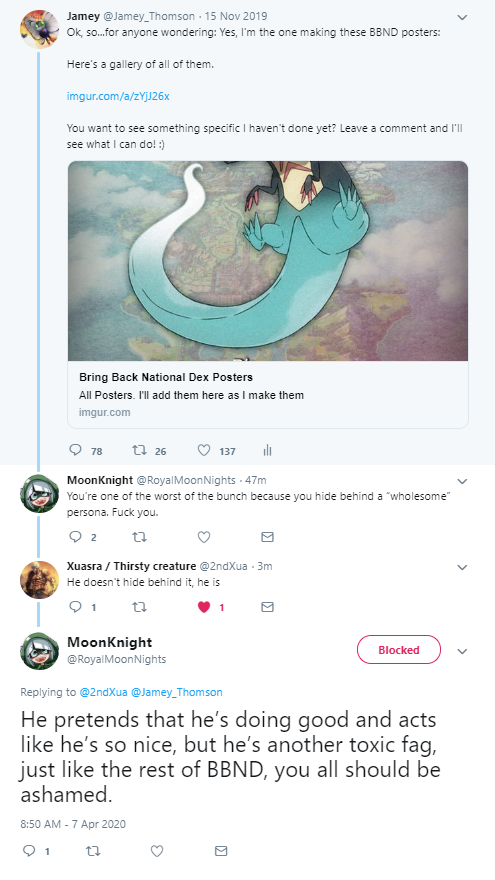 Jamey @Jamey_Thomson · 15 Nov 2019
Ok, so...for anyone wondering: Yes, I'm the one making these BBND posters:
Here's a gallery of all of them.
imgur.com/a/zYjJ26x
You want to see something specific I haven't done yet? Leave a comment and I'll
see what I can do! :)
Bring Back National Dex Posters
All Posters. I'll add them here as I make them
imgur.com
78 26 137
MoonKnight @RoyalMoonNights · 47m
You're one of the worst of the bunch because you hide behind a "wholesome"
persona. Fuck you.
2
Xuasra / Thirsty creature @2ndXua · 3m
He doesn't hide behind it, he is
1 1
MoonKnight
@RoyalMoonNights
Blocked
Replying to @2ndXua @Jamey_Thomson
He pretends that he's doing good and acts
like he's so nice, but he's another toxic fag,
just like the rest of BBND, you all should be
ashamed.
8:50 AM - 7 Apr 2020
1